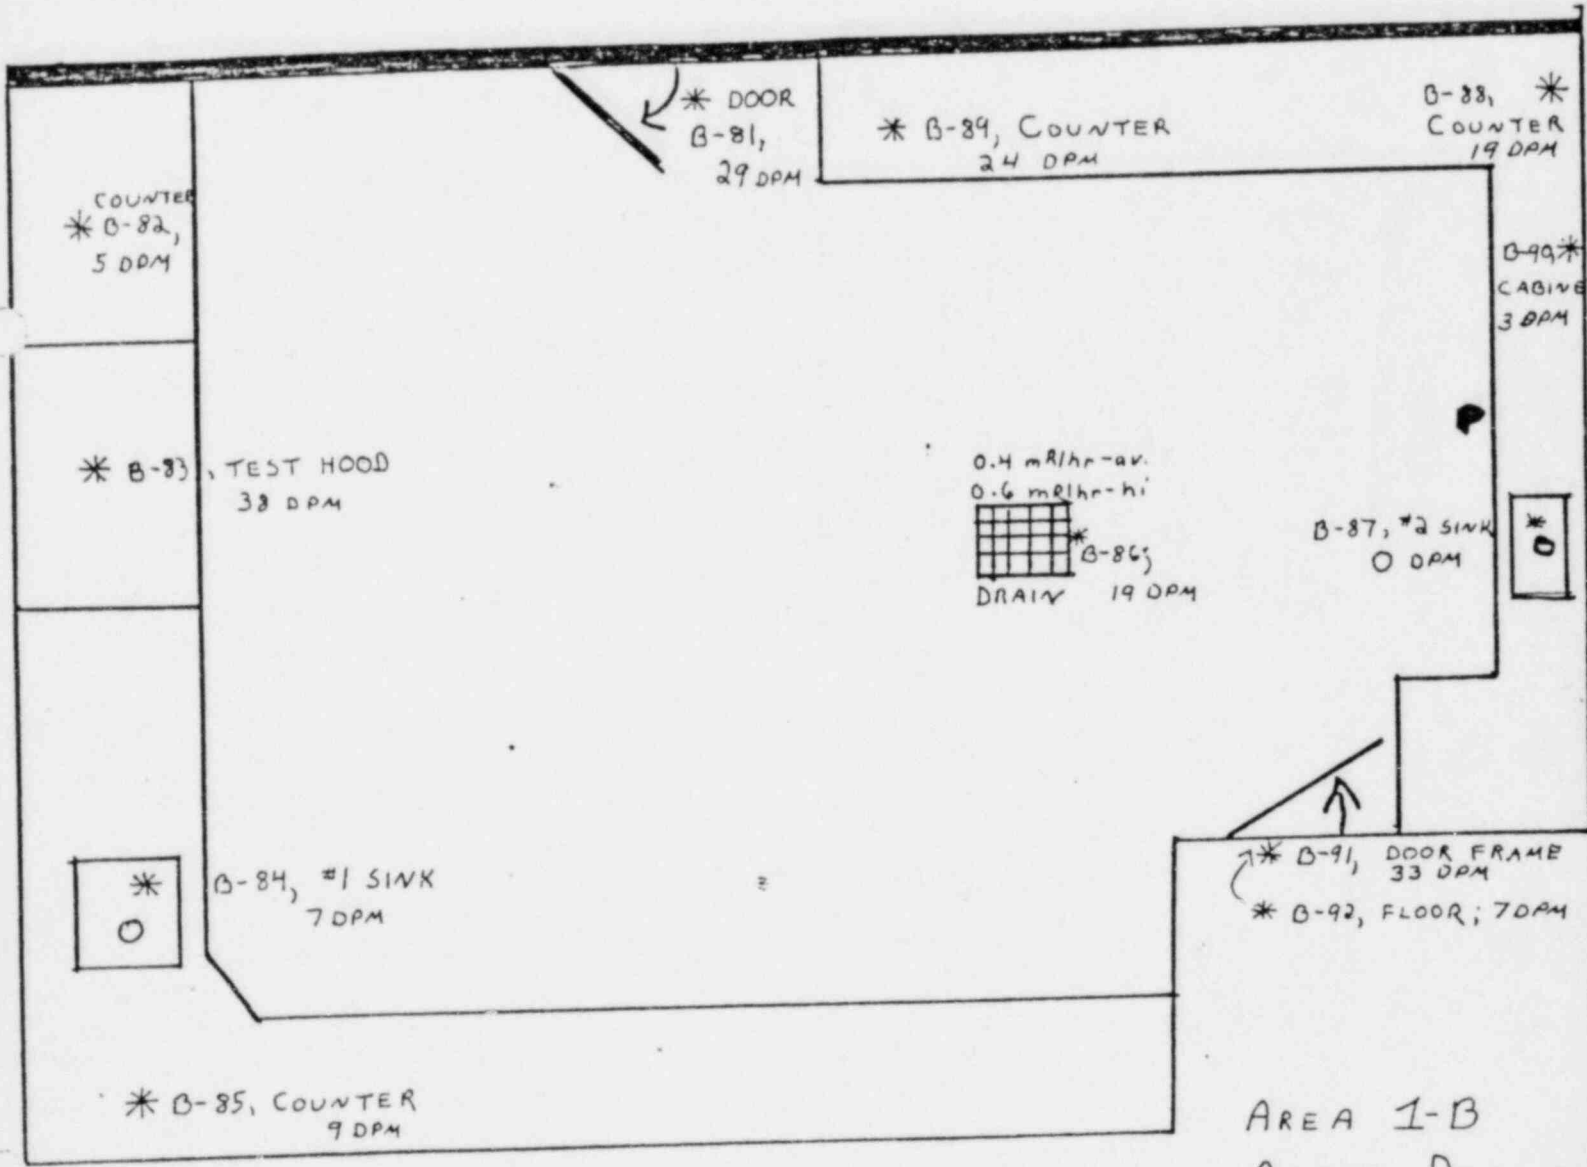 * DOOR
B-81,
29 DPM
* B-89, COUNTER
24 DPM
B-88, *
COUNTER
19 DPM
COUNTER
* B-82,
5 DPM
B-90, *
CABINE
3 DPM
* B-83, TEST HOOD
38 DPM
0.4 mR/hr-av.
0.6 mR/hr-hi
* B-86;
DRAIN 19 DPM
B-87, #2 SINK
0 DPM
B-84, #1 SINK
7 DPM
* B-91, DOOR FRAME
33 DPM
* B-92, FLOOR; 7 DPM
* B-85, COUNTER
9 DPM
AREA 1-B